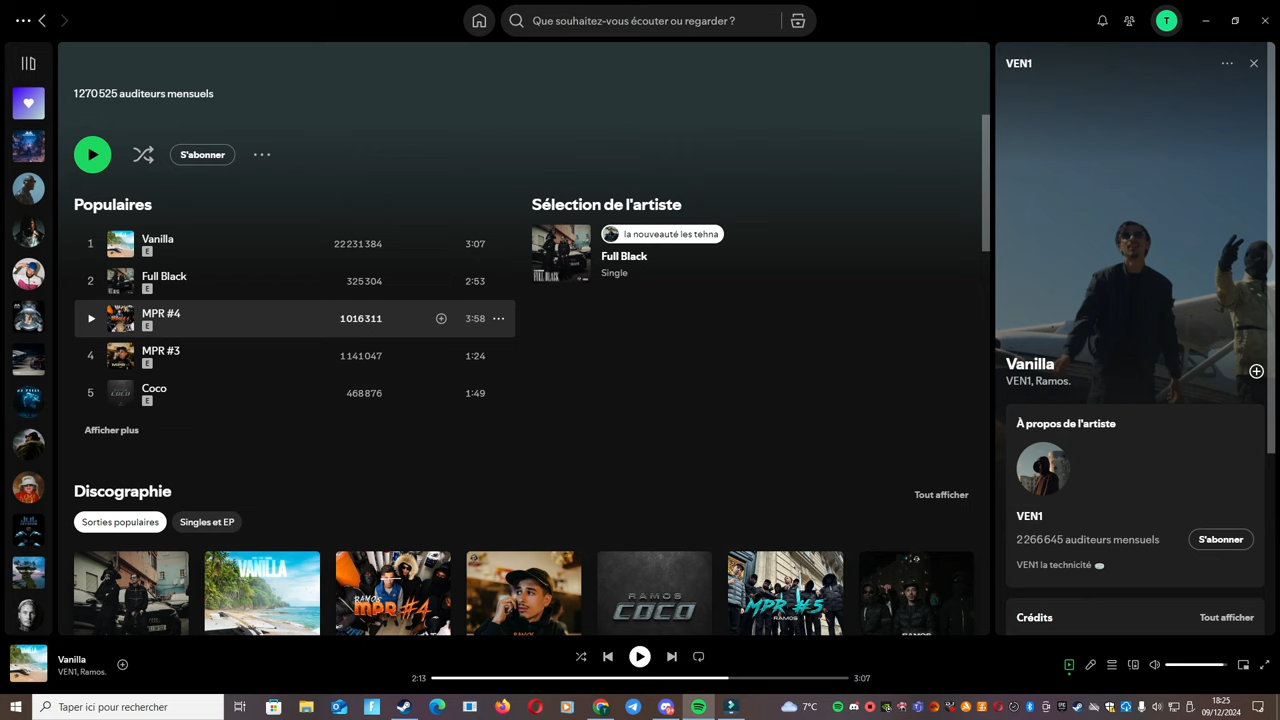 Que souhaitez-vous écouter ou regarder ?
T
1 270 525 auditeurs mensuels
S'abonner
Populaires
1 Vanilla 22 231 384 3:07
E
2 Full Black 325 304 2:53
E
MPR #4 1 016 311 3:58
E
4 MPR #3 1 141 047 1:24
E
5 Coco 468 876 1:49
E
Afficher plus
Sélection de l'artiste
la nouveauté les tehna
Full Black
Single
Discographie
Tout afficher
Sorties populaires
Singles et EP
VANILLA
RAMOS
MPR #4
RAMOS
COCO
MPR #5
RAMOS
VEN1
Vanilla
VEN1, Ramos.
À propos de l'artiste
VEN1
2 266 645 auditeurs mensuels
S'abonner
VEN1 la technicité
Crédits
Tout afficher
Vanilla
VEN1, Ramos.
2:13
3:07
Taper ici pour rechercher
7°C
18:25
09/12/2024